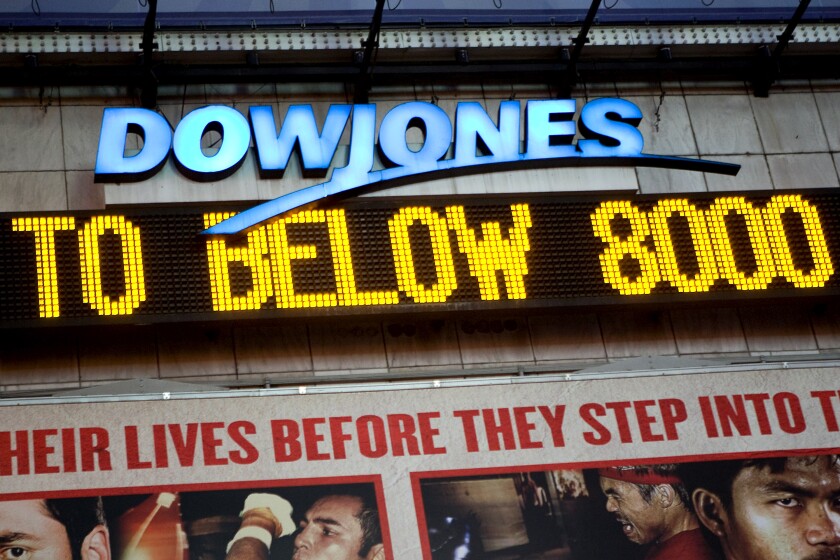 DOWJONES
TO BELOW 8000
HEIR LIVES BEFORE THEY STEP INTO T